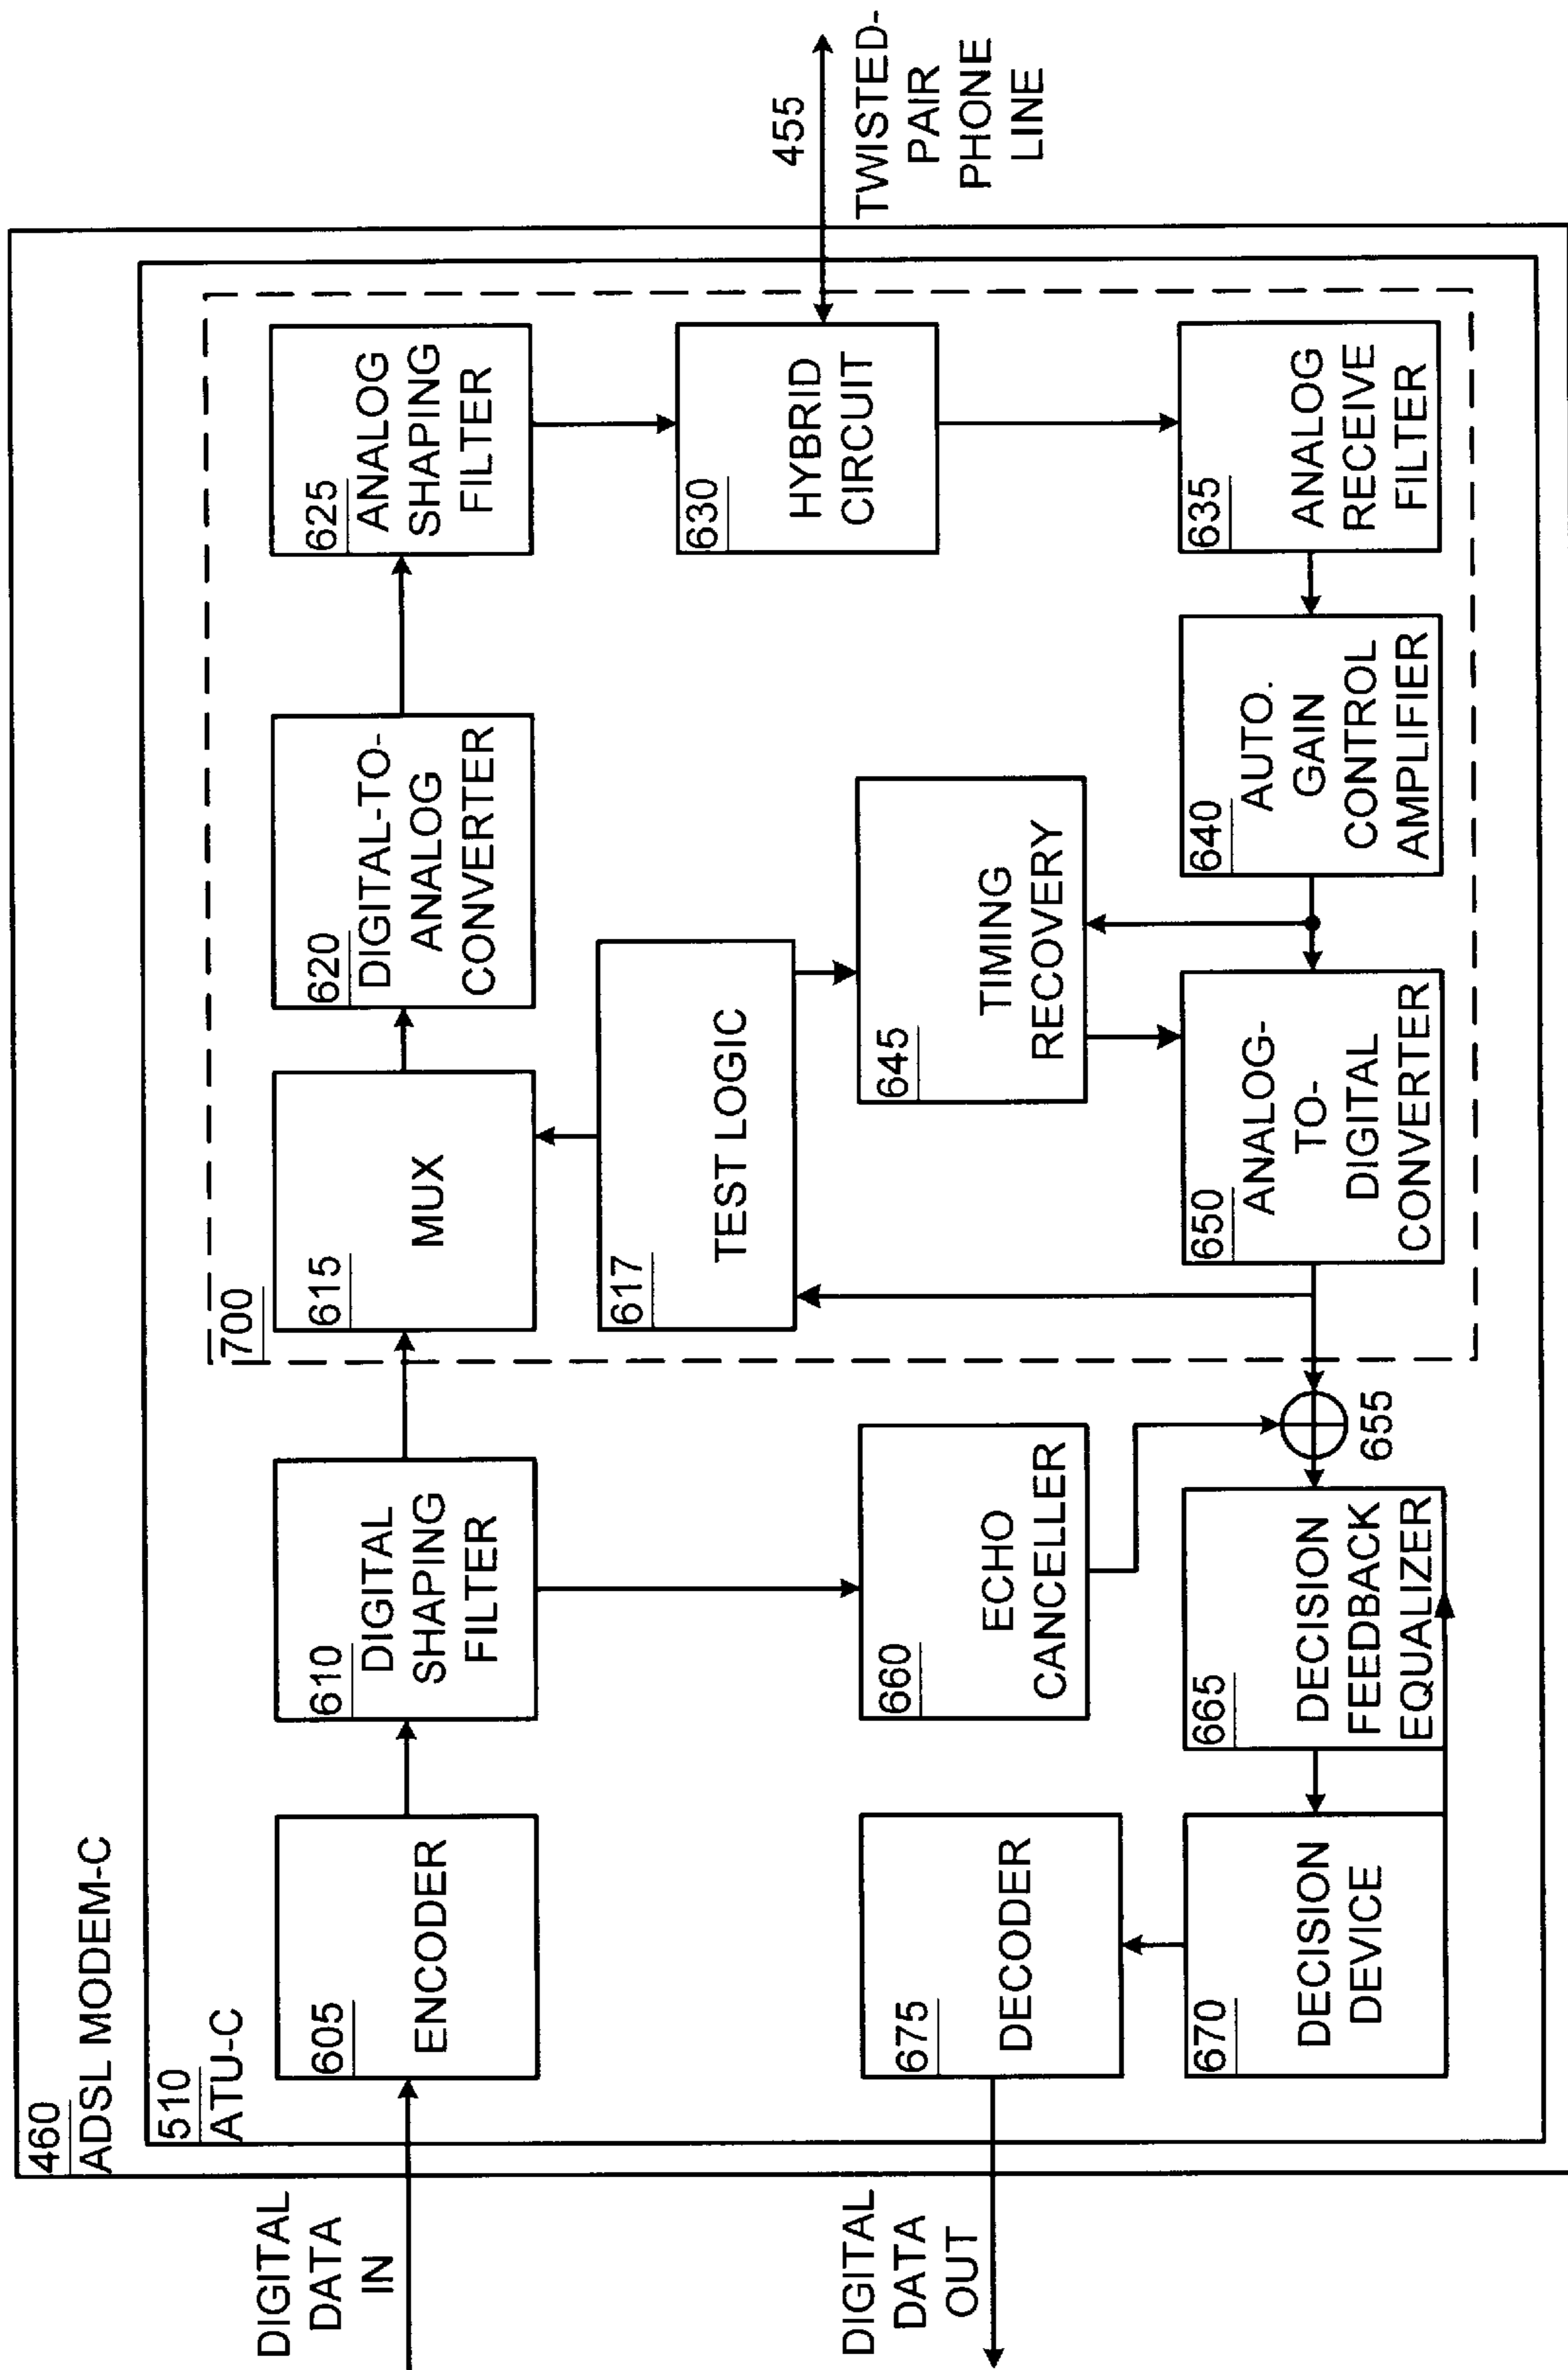 460
ADSL MODEM-C
510
ATU-C
DIGITAL
DATA
IN
605
ENCODER
610
DIGITAL
SHAPING
FILTER
700
615
MUX
620
DIGITAL-TO-
ANALOG
CONVERTER
625
ANALOG
SHAPING
FILTER
617
TEST LOGIC
630
HYBRID
CIRCUIT
455
TWISTED-
PAIR
PHONE
LINE
DIGITAL
DATA
OUT
675
DECODER
660
ECHO
CANCELLER
645
TIMING
RECOVERY
670
DECISION
DEVICE
665
DECISION
FEEDBACK
EQUALIZER
655
650
ANALOG-
TO-
DIGITAL
CONVERTER
640
AUTO.
GAIN
CONTROL
AMPLIFIER
635
ANALOG
RECEIVE
FILTER